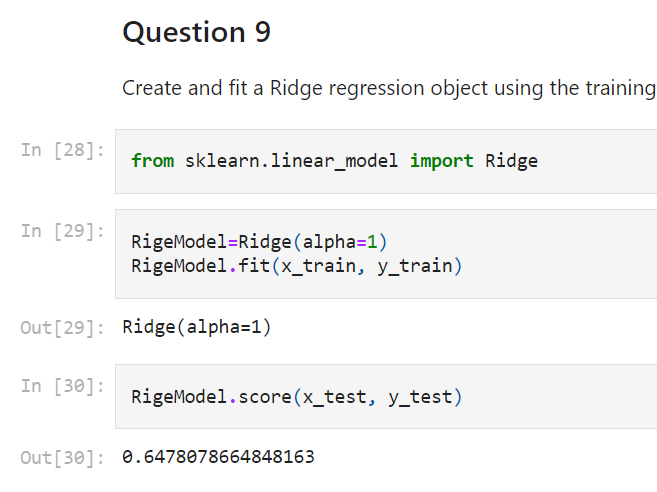 Question 9
Create and fit a Ridge regression object using the training
In [28]:
from sklearn.linear_model import Ridge
In [29]:
RigeModel=Ridge(alpha=1)
RigeModel.fit(x_train, y_train)
Out[29]:
Ridge(alpha=1)
In [30]:
RigeModel.score(x_test, y_test)
Out[30]:
0.6478078664848163